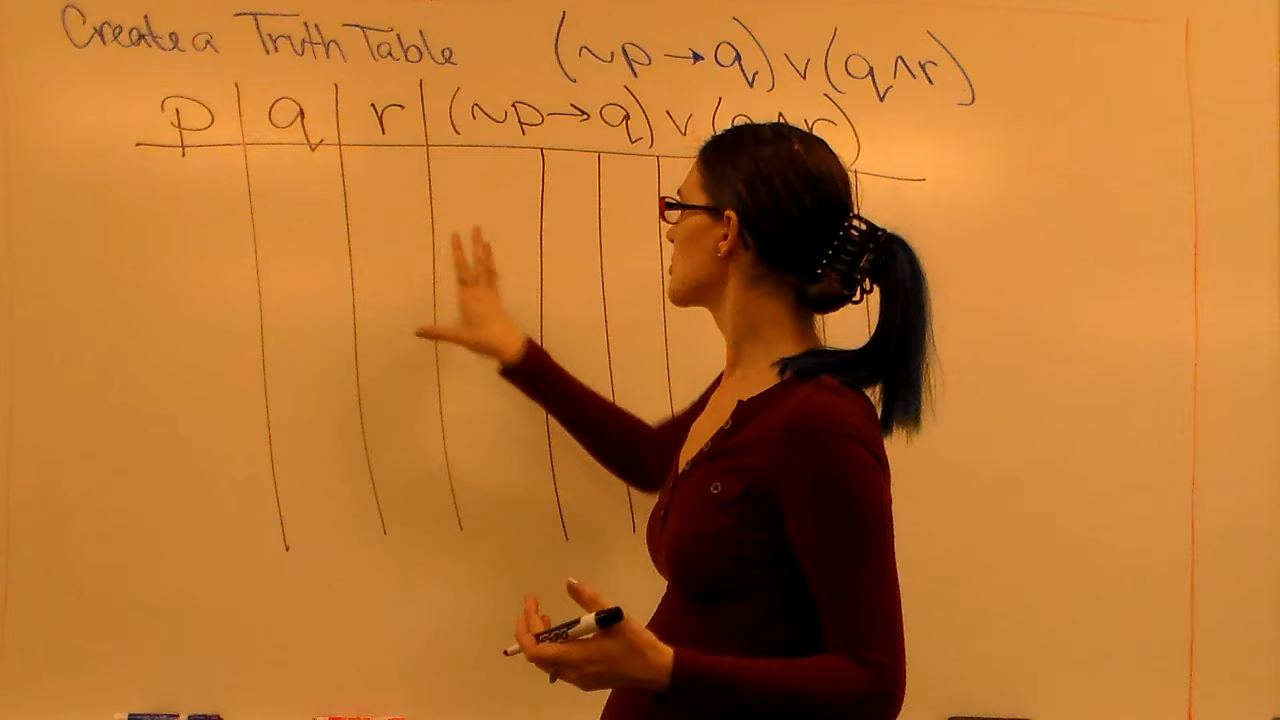 Create a Truth Table (~p→q)∨(q∧r)
p q r (~p→q)∨(q∧r)